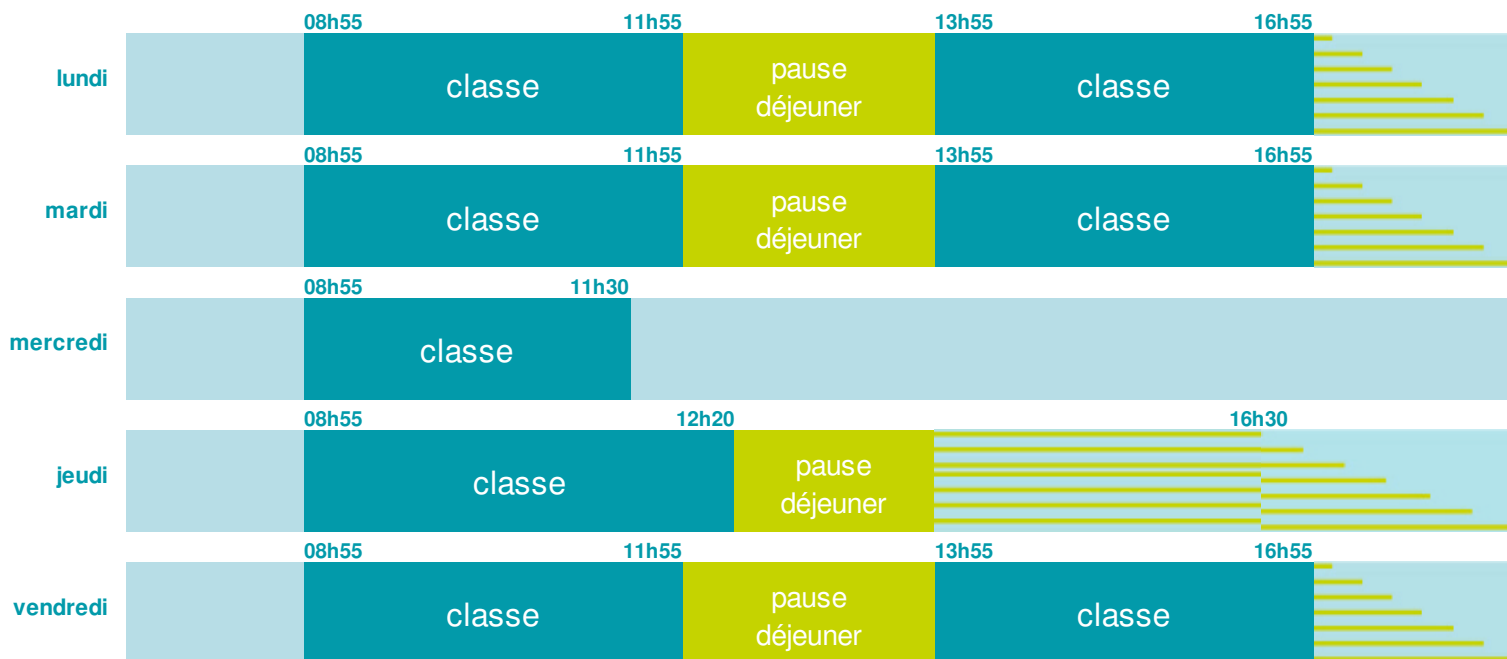 08h55 11h55 13h55 16h55
lundi classe pause déjeuner classe
08h55 11h55 13h55 16h55
mardi classe pause déjeuner classe
08h55 11h30
mercredi classe
08h55 12h20 16h30
jeudi classe pause déjeuner
08h55 11h55 13h55 16h55
vendredi classe pause déjeuner classe